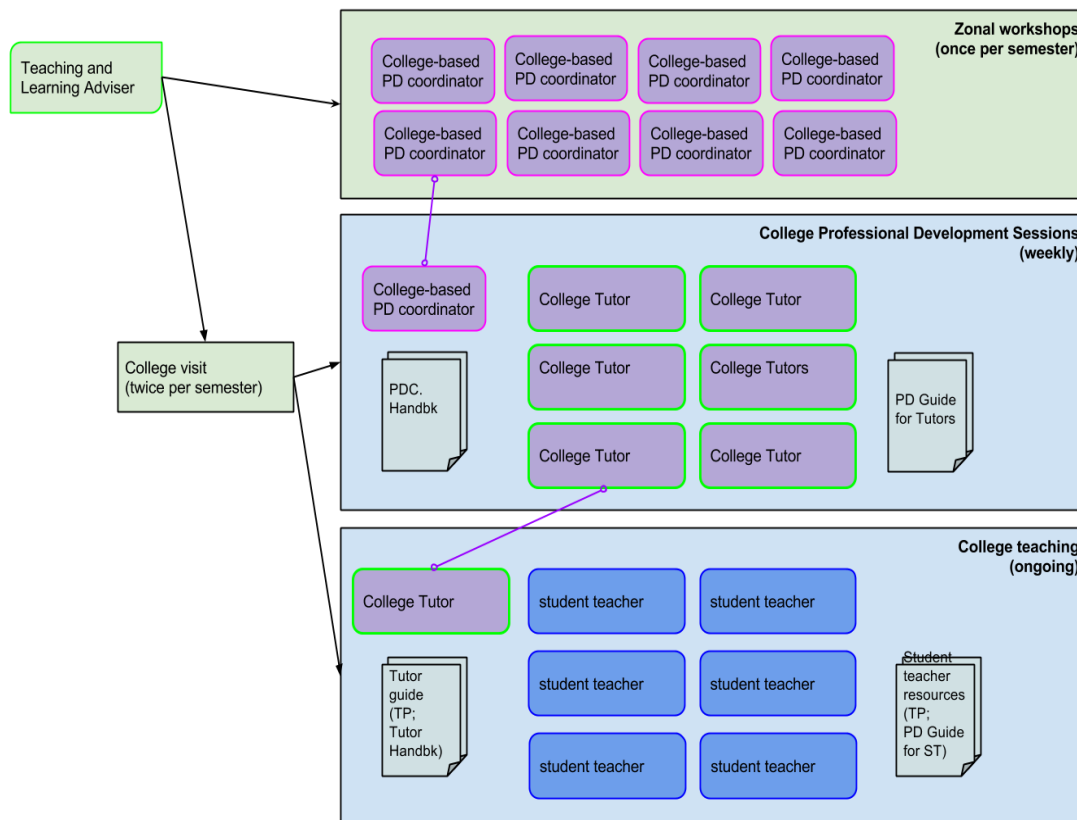 Teaching and
Learning Adviser
Zonal workshops
(once per semester)
College-based
PD coordinator
College-based
PD coordinator
College-based
PD coordinator
College-based
PD coordinator
College-based
PD coordinator
College-based
PD coordinator
College-based
PD coordinator
College-based
PD coordinator
College Professional Development Sessions
(weekly)
College-based
PD coordinator
College Tutor
College Tutor
College visit
(twice per semester)
PDC.
Handbk
College Tutor
College Tutors
PD Guide
for Tutors
College Tutor
College Tutor
College teaching
(ongoing)
College Tutor
student teacher
student teacher
Tutor
guide
(TP;
Tutor
Handbk)
student teacher
student teacher
Student
teacher
resources
(TP;
PD Guide
for ST)
student teacher
student teacher